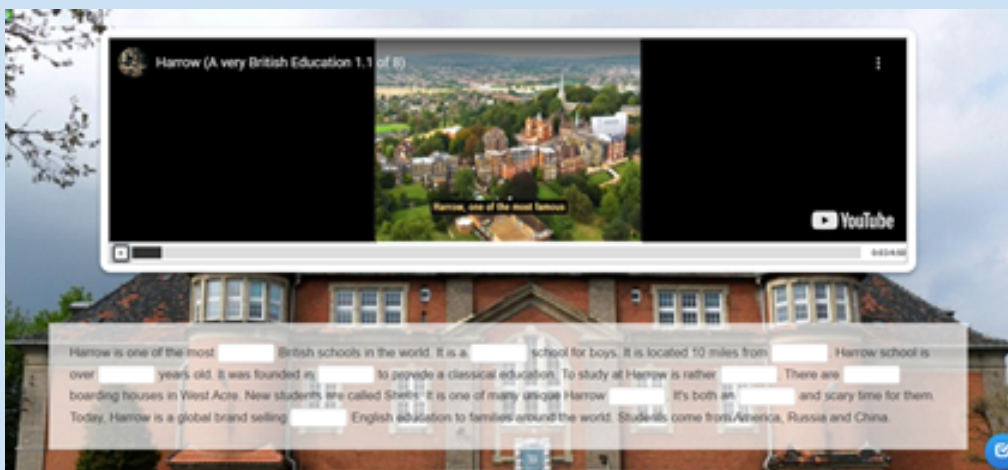 Harrow (A very British Education 1.1 of 8)
Harrow, one of the most famous
YouTube
Harrow is one of the most British schools in the world. It is a school for boys. It is located 10 miles from Harrow school is
over years old. It was founded in to provide a classical education. To study at Harrow is rather . There are
boarding houses in West Acre. New students are called Shells. It is one of many unique Harrow . It's both an and scary time for them.
Today, Harrow is a global brand selling English education to families around the world. Students come from America, Russia and China.